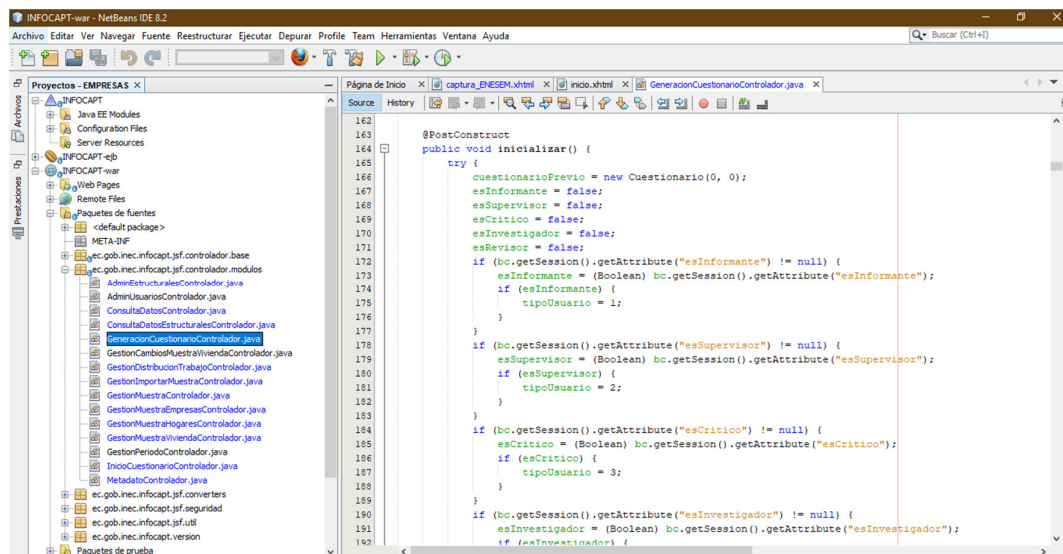 INFOCAPT-war - NetBeans IDE 8.2
Archivo Editar Ver Navegar Fuente Reestructurar Ejecutar Depurar Profile Team Herramientas Ventana Ayuda
Buscar (Ctrl+I)
Archivos
Prestaciones
Proyectos - EMPRESAS
INFOCAPT
Java EE Modules
Configuration Files
Server Resources
INFOCAPT-ejb
INFOCAPT-war
Web Pages
Remote Files
Paquetes de fuentes
<default package>
META-INF
ec.gob.inec.infocapt.jsf.controlador.base
ec.gob.inec.infocapt.jsf.controlador.modulos
AdminEstructuralesControlador.java
AdminUsuariosControlador.java
ConsultaDatosControlador.java
ConsultaDatosEstructuralesControlador.java
GeneracionCuestionarioControlador.java
GestionCambiosMuestraViviendaControlador.java
GestionDistribucionTrabajoControlador.java
GestionImportarMuestraControlador.java
GestionMuestraControlador.java
GestionMuestraEmpresasControlador.java
GestionMuestraHogaresControlador.java
GestionMuestraViviendaControlador.java
GestionPeriodoControlador.java
InicioCuestionarioControlador.java
MetadatoControlador.java
ec.gob.inec.infocapt.jsf.converters
ec.gob.inec.infocapt.jsf.seguridad
ec.gob.inec.infocapt.jsf.util
ec.gob.inec.infocapt.version
Paquetes de prueba
Página de Inicio captura_ENESEM.xhtml inicio.xhtml GeneracionCuestionarioControlador.java
Source History
162
163 @PostConstruct
164 public void inicializar() {
165 try {
166 cuestionarioPrevio = new Cuestionario(0, 0);
167 esInformante = false;
168 esSupervisor = false;
169 esCritico = false;
170 esInvestigador = false;
171 esRevisor = false;
172 if (bc.getSession().getAttribute("esInformante") != null) {
173 esInformante = (Boolean) bc.getSession().getAttribute("esInformante");
174 if (esInformante) {
175 tipoUsuario = 1;
176 }
177 }
178 if (bc.getSession().getAttribute("esSupervisor") != null) {
179 esSupervisor = (Boolean) bc.getSession().getAttribute("esSupervisor");
180 if (esSupervisor) {
181 tipoUsuario = 2;
182 }
183 }
184 if (bc.getSession().getAttribute("esCritico") != null) {
185 esCritico = (Boolean) bc.getSession().getAttribute("esCritico");
186 if (esCritico) {
187 tipoUsuario = 3;
188 }
189 }
190 if (bc.getSession().getAttribute("esInvestigador") != null) {
191 esInvestigador = (Boolean) bc.getSession().getAttribute("esInvestigador");
192 if (esInvestigador) {